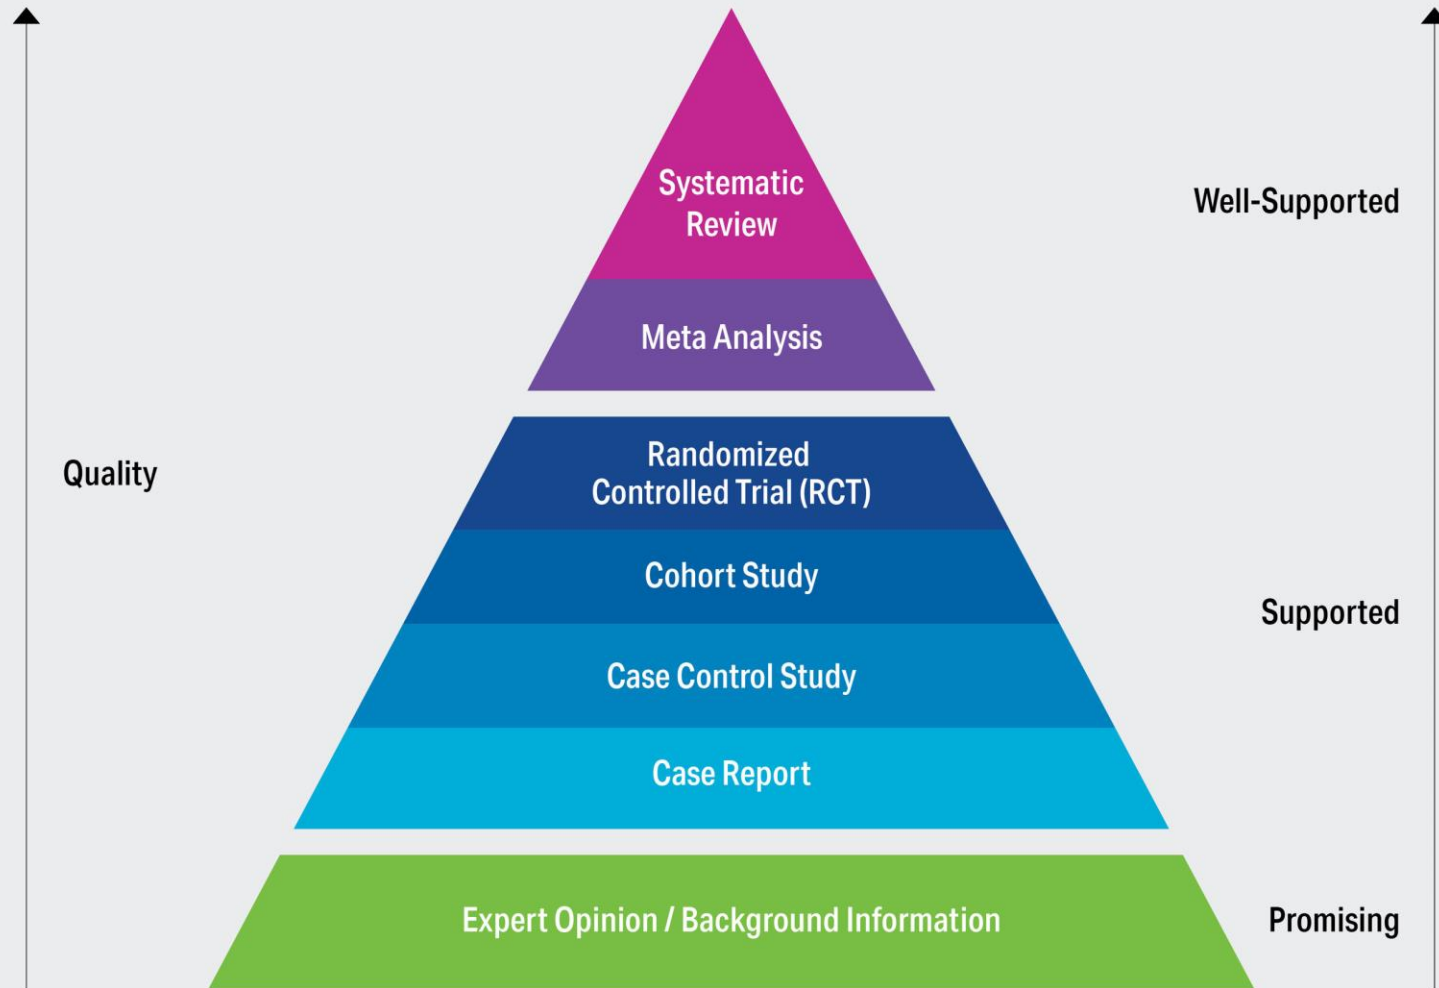 Systematic
Review
Well-Supported
Meta Analysis
Randomized
Controlled Trial (RCT)
Quality
Cohort Study
Supported
Case Control Study
Case Report
Expert Opinion / Background Information
Promising